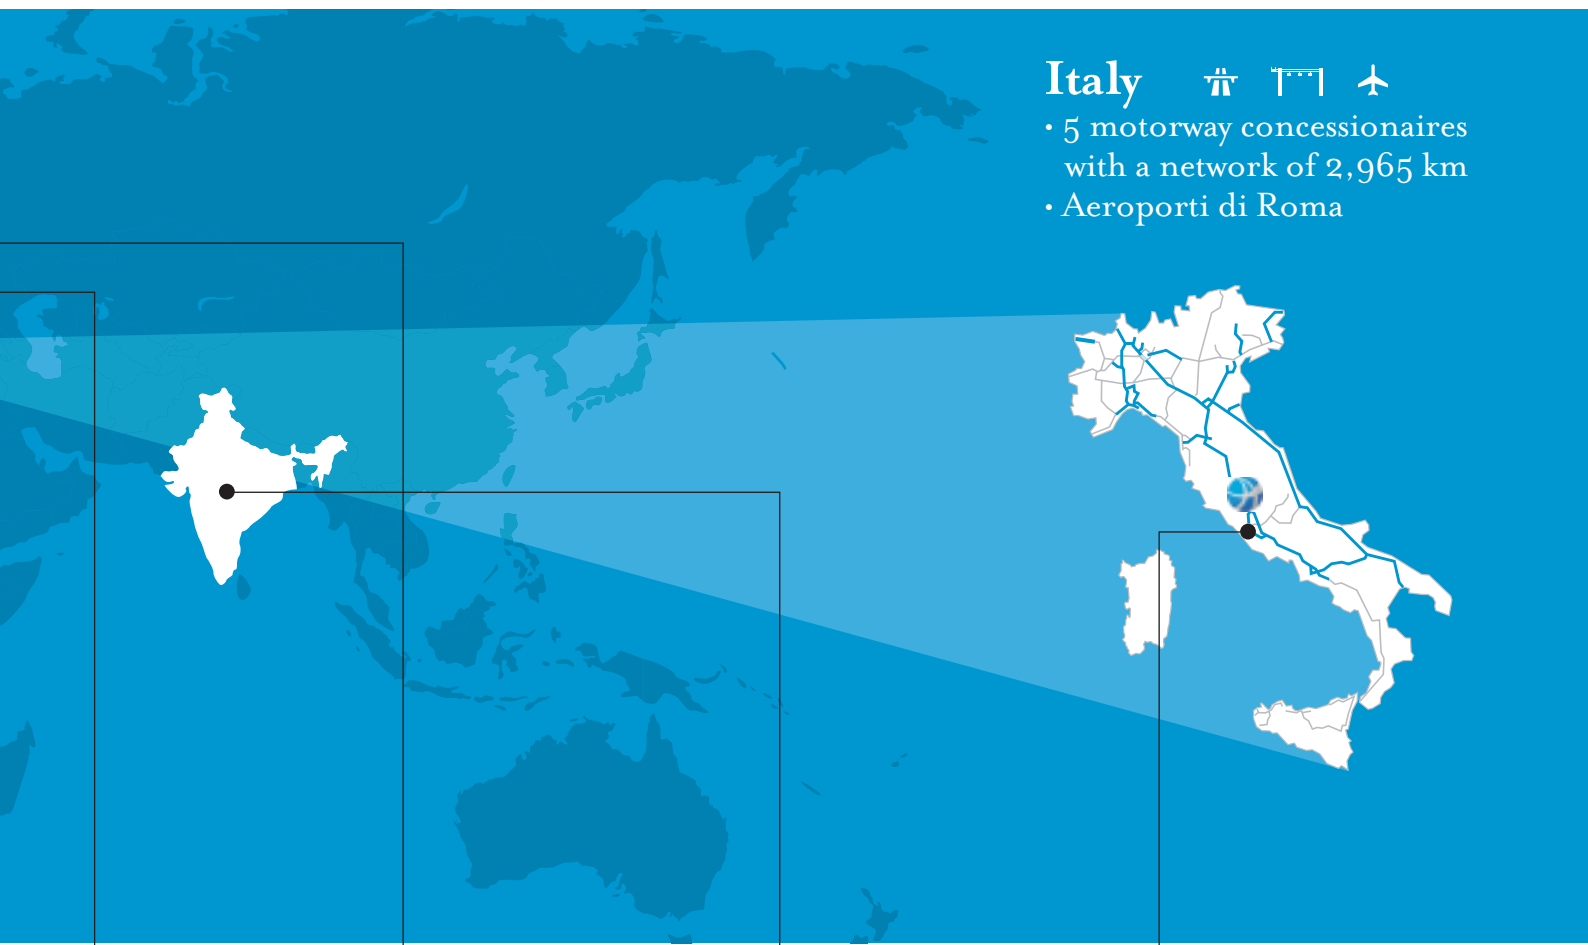 Italy
• 5 motorway concessionaires
with a network of 2,965 km
• Aeroporti di Roma